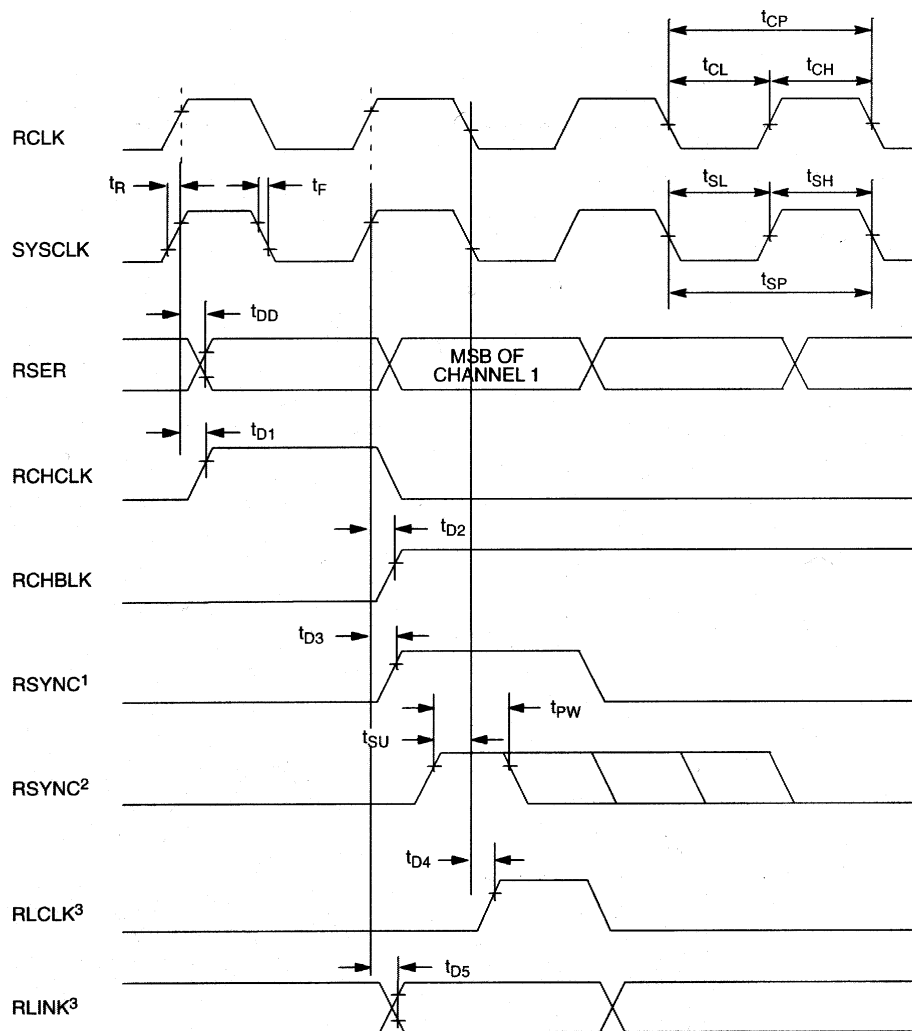 tCP
tCL tCH
RCLK
tR tF tSL tSH
SYSCLK
tSP
tDD
RSER MSB OF
CHANNEL 1
tD1
RCHCLK
tD2
RCHBLK
tD3
RSYNC1
tPW
tSU
RSYNC2
tD4
RLCLK3
tD5
RLINK3